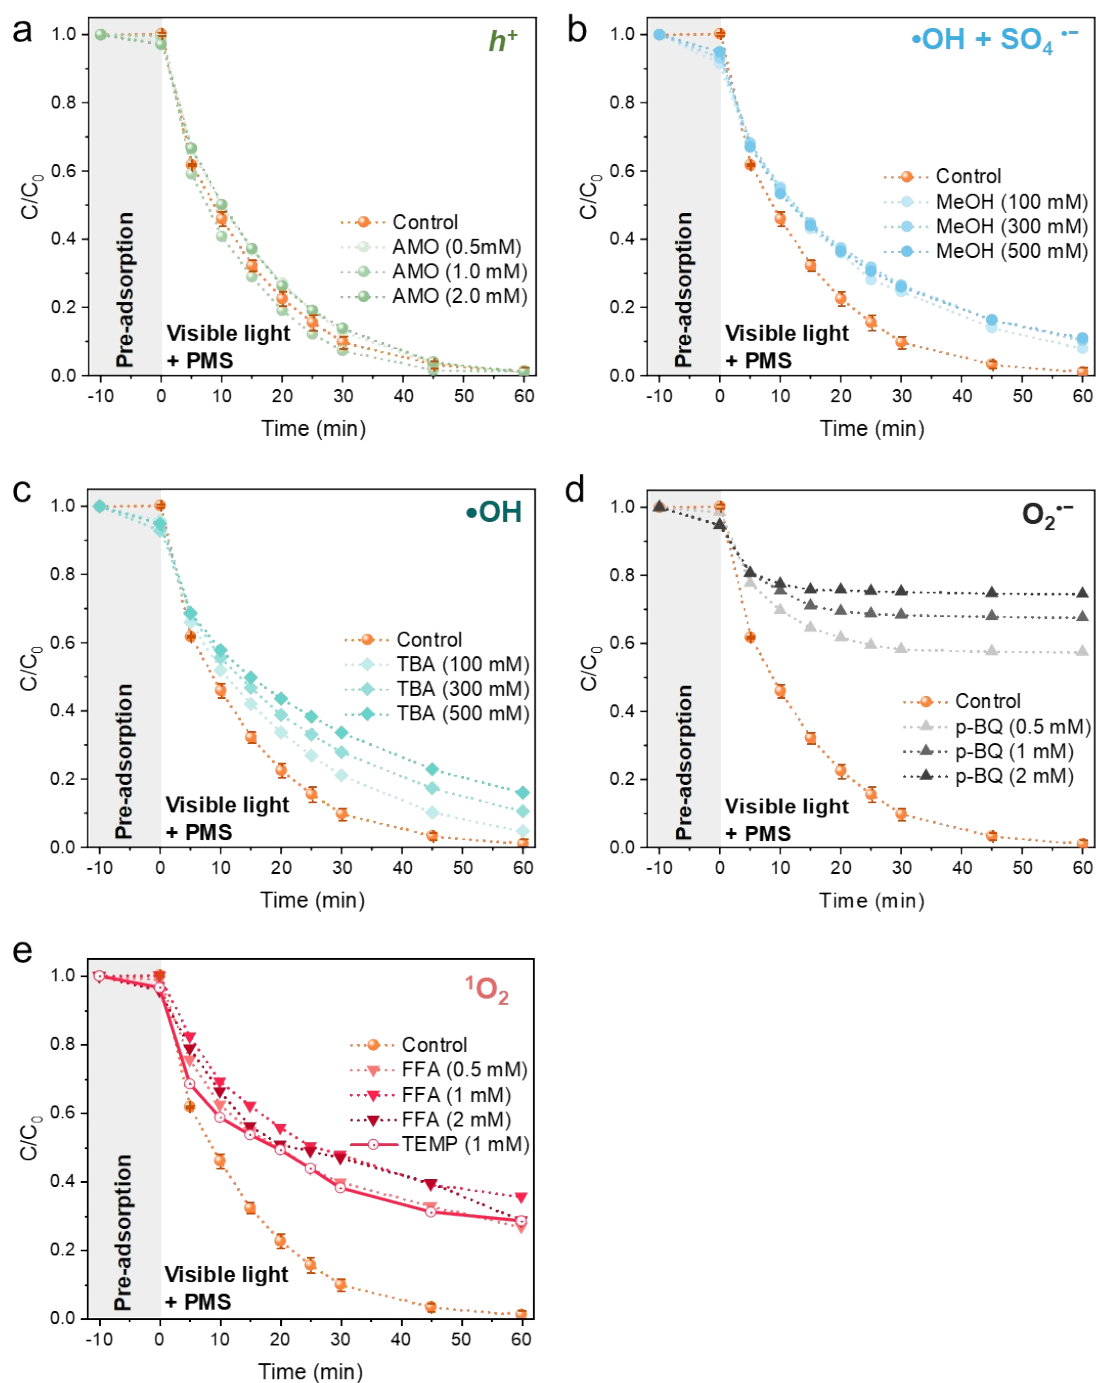 a
h⁺
1.0
0.8
0.6
0.4
0.2
0.0
C/C₀
Pre-adsorption
Control
AMO (0.5mM)
AMO (1.0 mM)
AMO (2.0 mM)
Visible light
+ PMS
-10 0 10 20 30 40 50 60
Time (min)
b
•OH + SO₄ •−
1.0
0.8
0.6
0.4
0.2
0.0
C/C₀
Pre-adsorption
Control
MeOH (100 mM)
MeOH (300 mM)
MeOH (500 mM)
Visible light
+ PMS
-10 0 10 20 30 40 50 60
Time (min)
c
•OH
1.0
0.8
0.6
0.4
0.2
0.0
C/C₀
Pre-adsorption
Control
TBA (100 mM)
TBA (300 mM)
TBA (500 mM)
Visible light
+ PMS
-10 0 10 20 30 40 50 60
Time (min)
d
O₂•−
1.0
0.8
0.6
0.4
0.2
0.0
C/C₀
Pre-adsorption
Control
p-BQ (0.5 mM)
p-BQ (1 mM)
p-BQ (2 mM)
Visible light
+ PMS
-10 0 10 20 30 40 50 60
Time (min)
e
¹O₂
1.0
0.8
0.6
0.4
0.2
0.0
C/C₀
Pre-adsorption
Control
FFA (0.5 mM)
FFA (1 mM)
FFA (2 mM)
TEMP (1 mM)
Visible light
+ PMS
-10 0 10 20 30 40 50 60
Time (min)